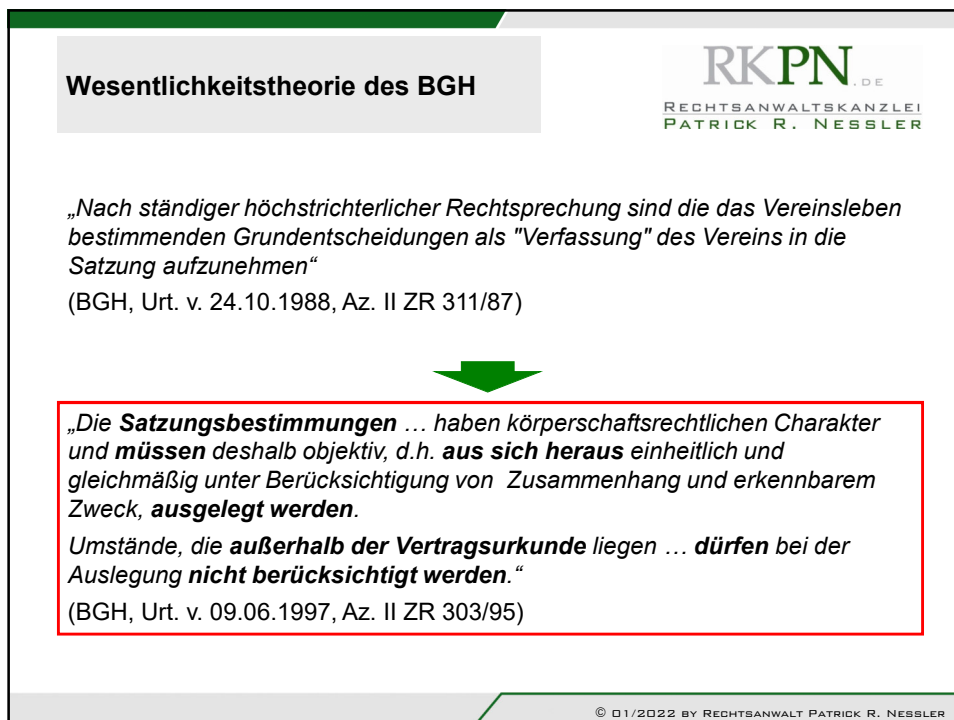 Wesentlichkeitstheorie des BGH
RKPN.DE
RECHTSANWALTSKANZLEI
PATRICK R. NESSLER
„Nach ständiger höchstrichterlicher Rechtsprechung sind die das Vereinsleben
bestimmenden Grundentscheidungen als "Verfassung" des Vereins in die
Satzung aufzunehmen“
(BGH, Urt. v. 24.10.1988, Az. II ZR 311/87)
„Die Satzungsbestimmungen … haben körperschaftsrechtlichen Charakter
und müssen deshalb objektiv, d.h. aus sich heraus einheitlich und
gleichmäßig unter Berücksichtigung von Zusammenhang und erkennbarem
Zweck, ausgelegt werden.
Umstände, die außerhalb der Vertragsurkunde liegen … dürfen bei der
Auslegung nicht berücksichtigt werden.“
(BGH, Urt. v. 09.06.1997, Az. II ZR 303/95)
© 01/2022 BY RECHTSANWALT PATRICK R. NESSLER